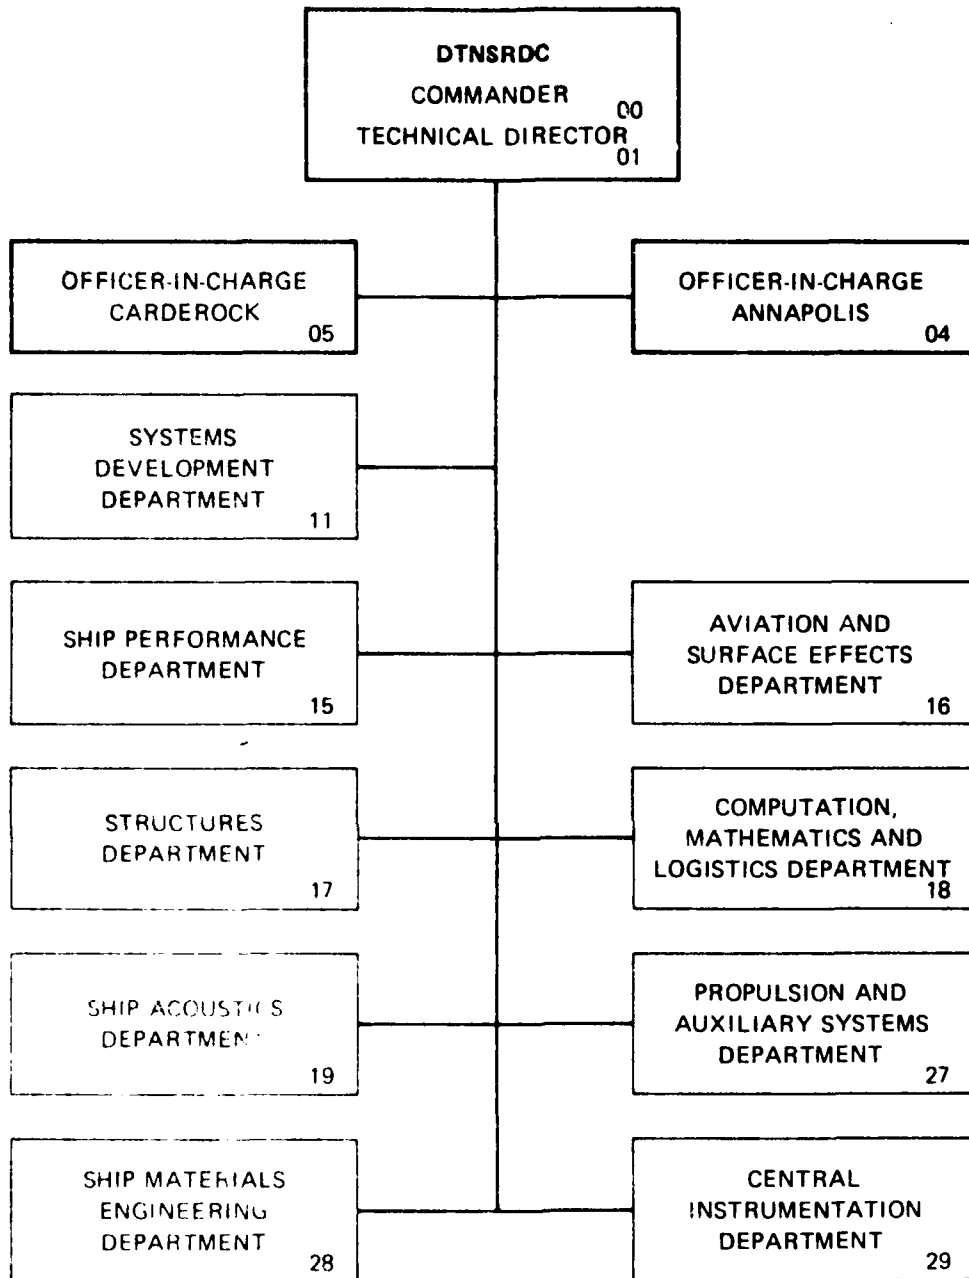 DTNSRDC
COMMANDER
00
TECHNICAL DIRECTOR
01
OFFICER-IN-CHARGE
CARDEROCK
05
OFFICER-IN-CHARGE
ANNAPOLIS
04
SYSTEMS
DEVELOPMENT
DEPARTMENT
11
SHIP PERFORMANCE
DEPARTMENT
15
AVIATION AND
SURFACE EFFECTS
DEPARTMENT
16
STRUCTURES
DEPARTMENT
17
COMPUTATION,
MATHEMATICS AND
LOGISTICS DEPARTMENT
18
SHIP ACOUSTICS
DEPARTMENT
19
PROPULSION AND
AUXILIARY SYSTEMS
DEPARTMENT
27
SHIP MATERIALS
ENGINEERING
DEPARTMENT
28
CENTRAL
INSTRUMENTATION
DEPARTMENT
29